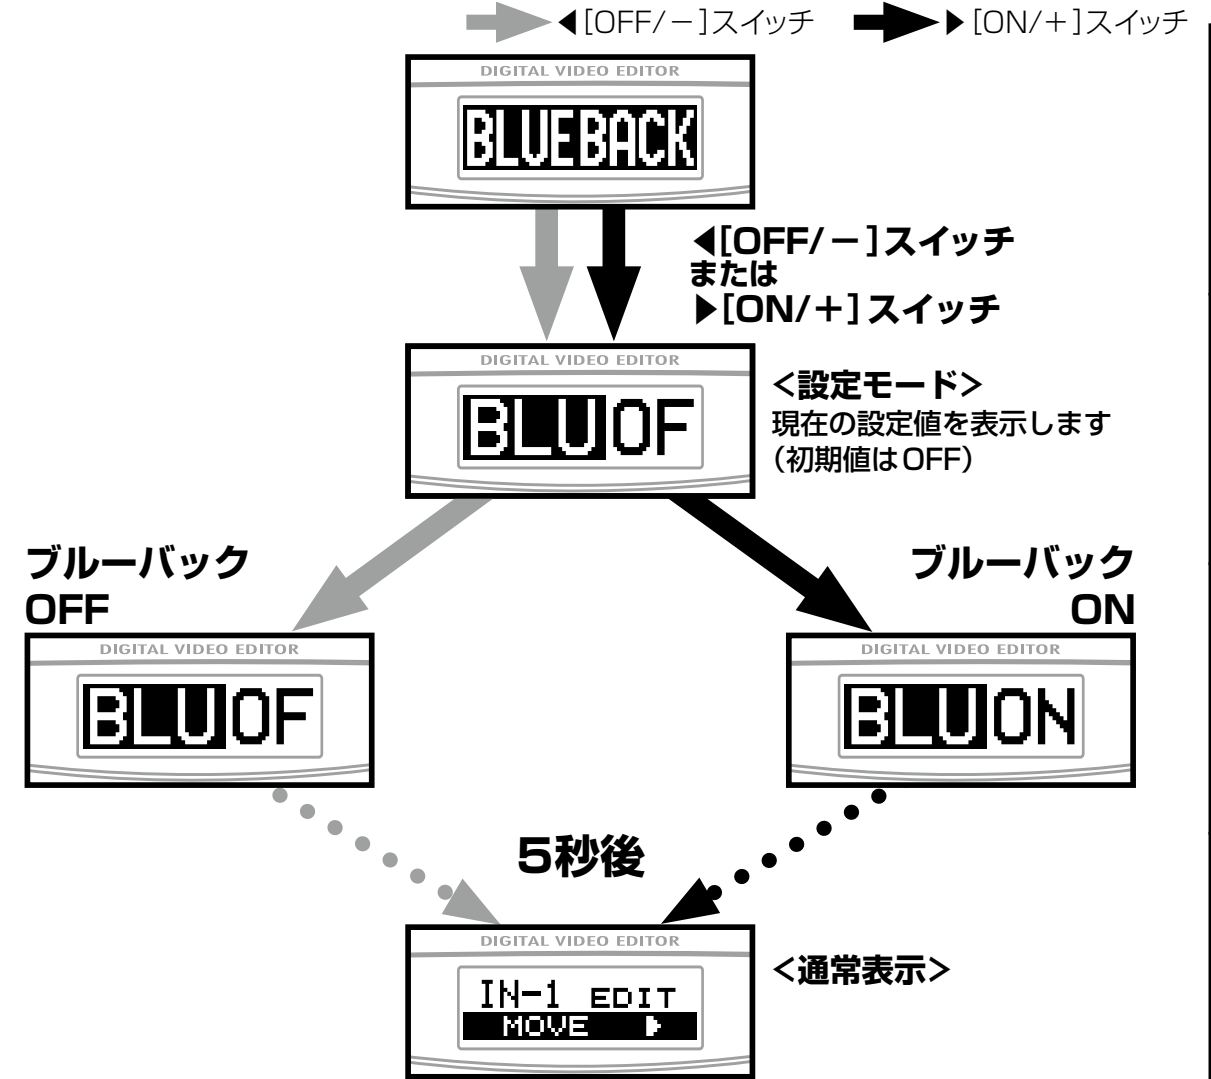 ◀[OFF/−]スイッチ ▶[ON/+]スイッチ
DIGITAL VIDEO EDITOR
BLUEBACK
◀[OFF/−]スイッチ
または
▶[ON/+]スイッチ
DIGITAL VIDEO EDITOR
BLUOF
<設定モード>
現在の設定値を表示します
(初期値はOFF)
ブルーバック
OFF
DIGITAL VIDEO EDITOR
BLUOF
ブルーバック
ON
DIGITAL VIDEO EDITOR
BLUON
5秒後
DIGITAL VIDEO EDITOR
IN-1 EDIT
MOVE ▶
<通常表示>